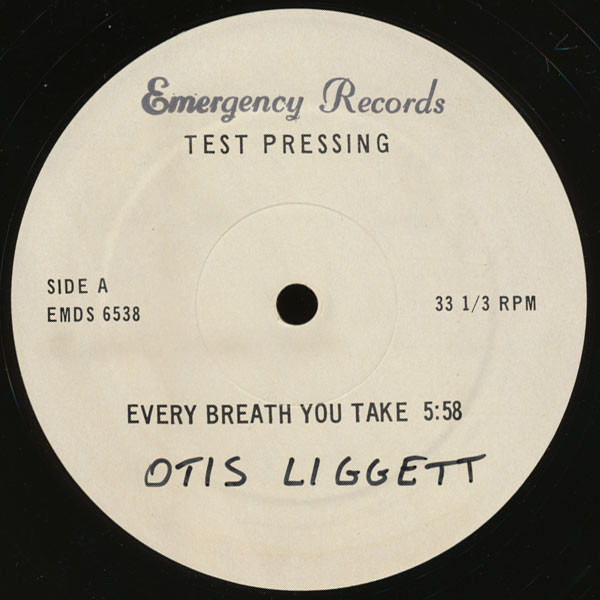 Emergency Records
TEST PRESSING
SIDE A
EMDS 6538
33 1/3 RPM
EVERY BREATH YOU TAKE 5:58
OTIS LIGGETT